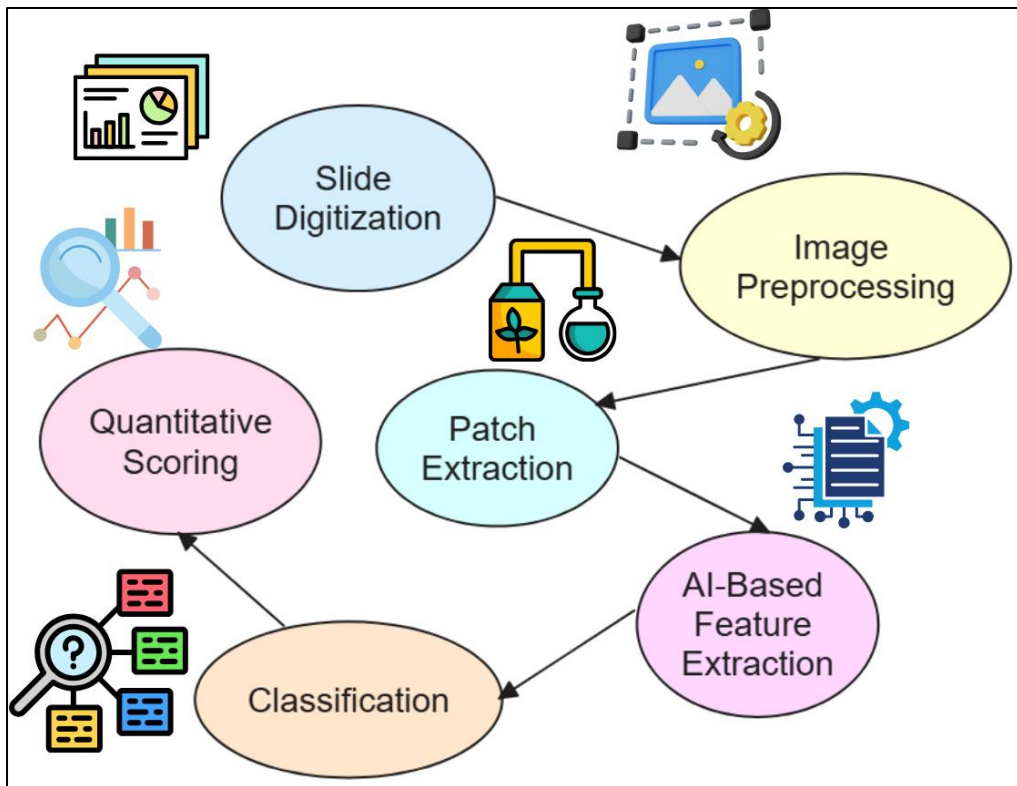 Slide
Digitization
Image
Preprocessing
Patch
Extraction
AI-Based
Feature
Extraction
Classification
Quantitative
Scoring
?